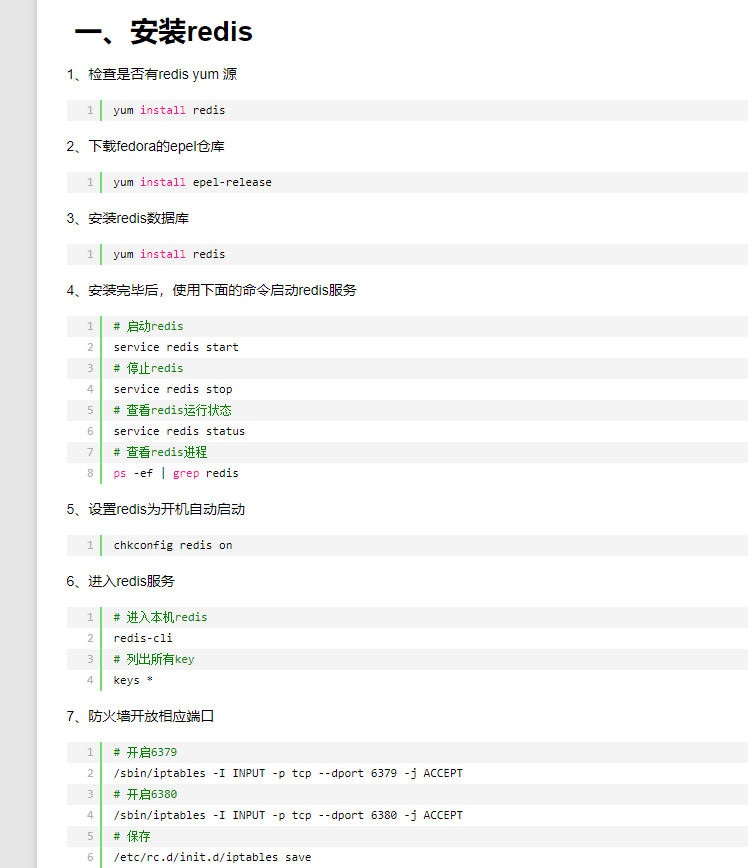 一、安装redis
1、检查是否有redis yum 源
1 yum install redis
2、下载fedora的epel仓库
1 yum install epel-release
3、安装redis数据库
1 yum install redis
4、安装完毕后，使用下面的命令启动redis服务
1 # 启动redis
2 service redis start
3 # 停止redis
4 service redis stop
5 # 查看redis运行状态
6 service redis status
7 # 查看redis进程
8 ps -ef | grep redis
5、设置redis为开机自动启动
1 chkconfig redis on
6、进入redis服务
1 # 进入本机redis
2 redis-cli
3 # 列出所有key
4 keys *
7、防火墙开放相应端口
1 # 开启6379
2 /sbin/iptables -I INPUT -p tcp --dport 6379 -j ACCEPT
3 # 开启6380
4 /sbin/iptables -I INPUT -p tcp --dport 6380 -j ACCEPT
5 # 保存
6 /etc/rc.d/init.d/iptables save